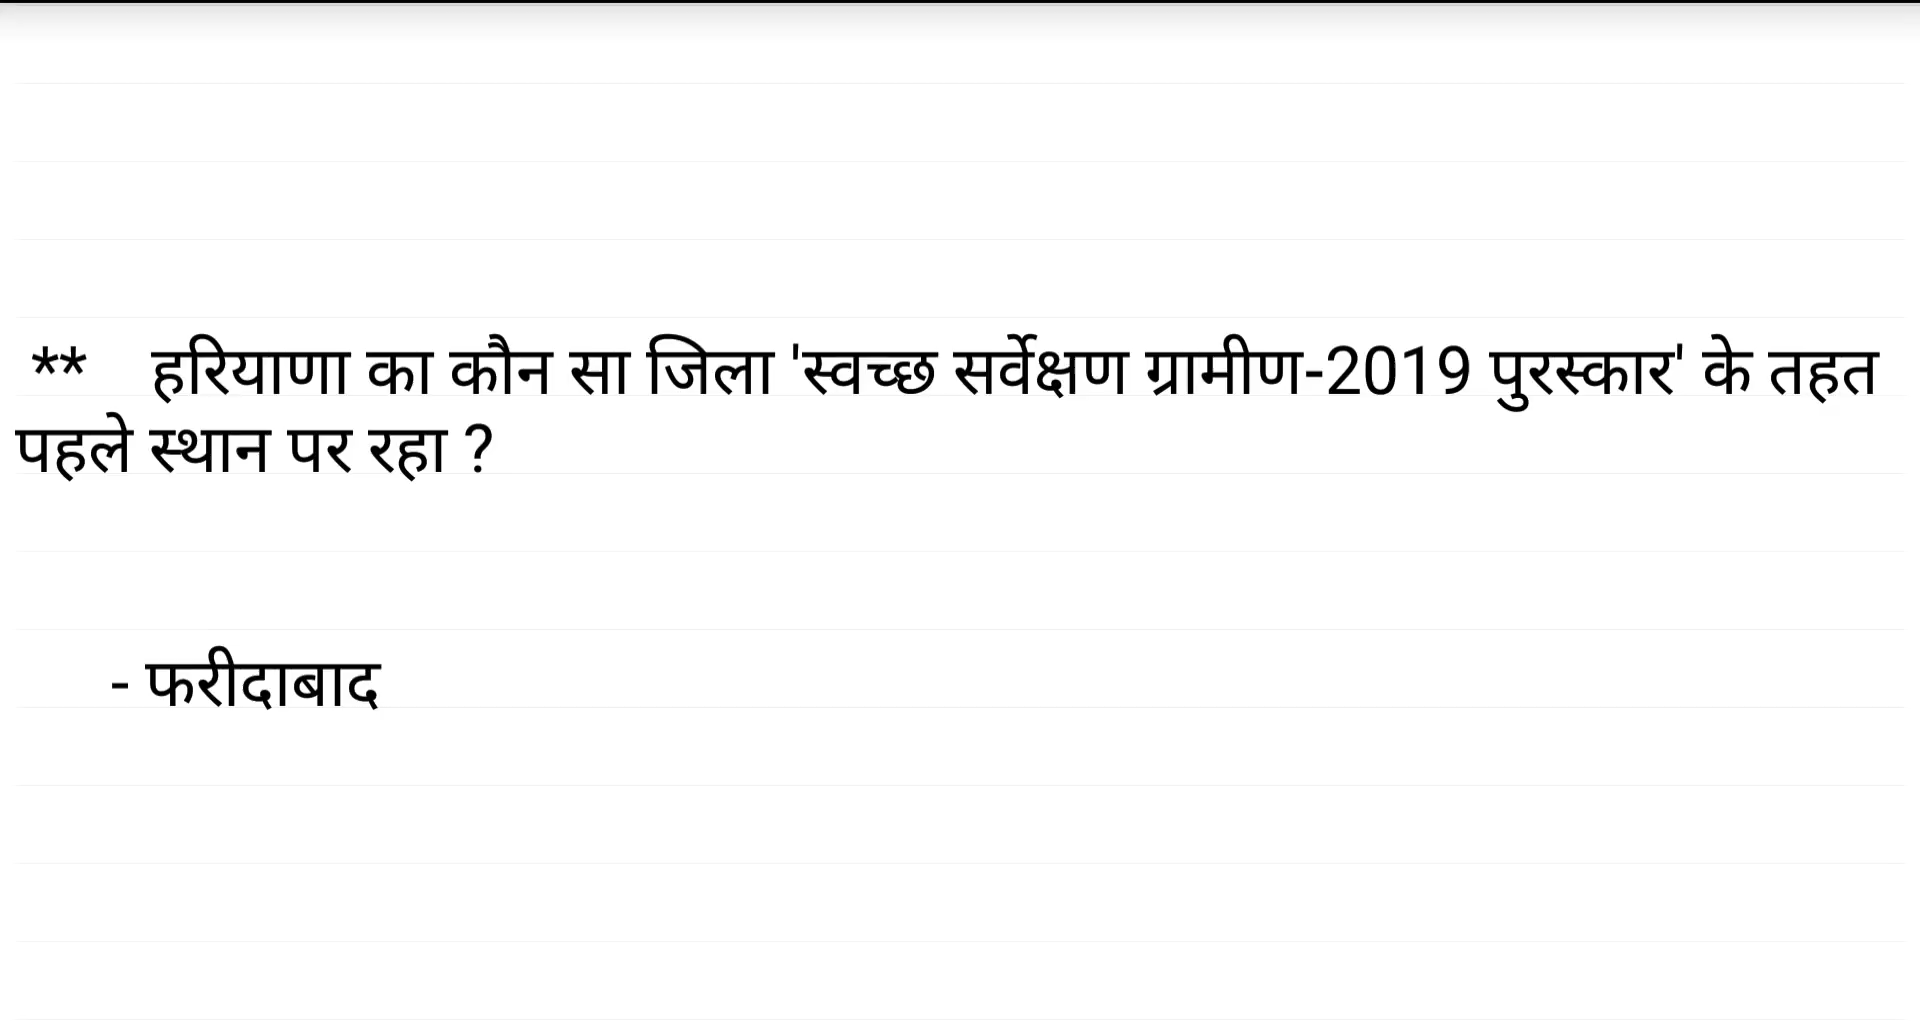 ** हरियाणा का कौन सा जिला 'स्वच्छ सर्वेक्षण ग्रामीण-2019 पुरस्कार' के तहत
पहले स्थान पर रहा ?
- फरीदाबाद